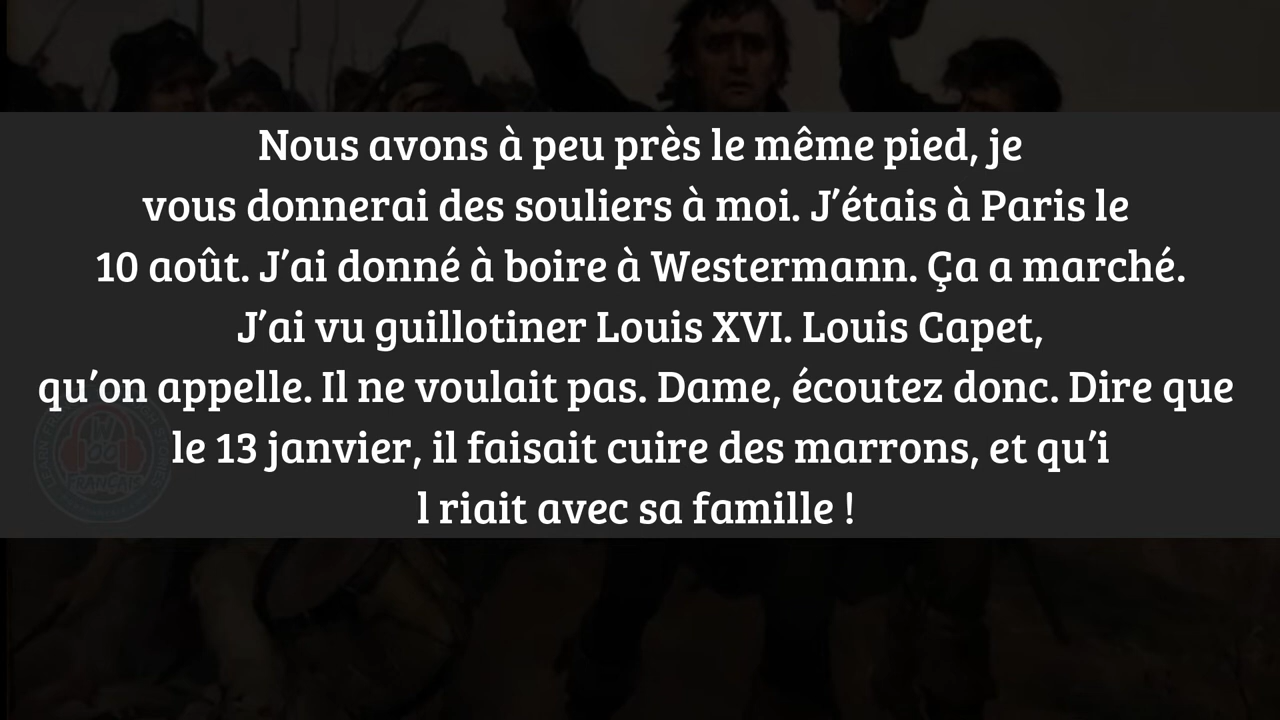 Nous avons à peu près le même pied, je
vous donnerai des souliers à moi. J’étais à Paris le
10 août. J’ai donné à boire à Westermann. Ça a marché.
J’ai vu guillotiner Louis XVI. Louis Capet,
qu’on appelle. Il ne voulait pas. Dame, écoutez donc. Dire que
le 13 janvier, il faisait cuire des marrons, et qu’i
l riait avec sa famille !
FRANÇAIS